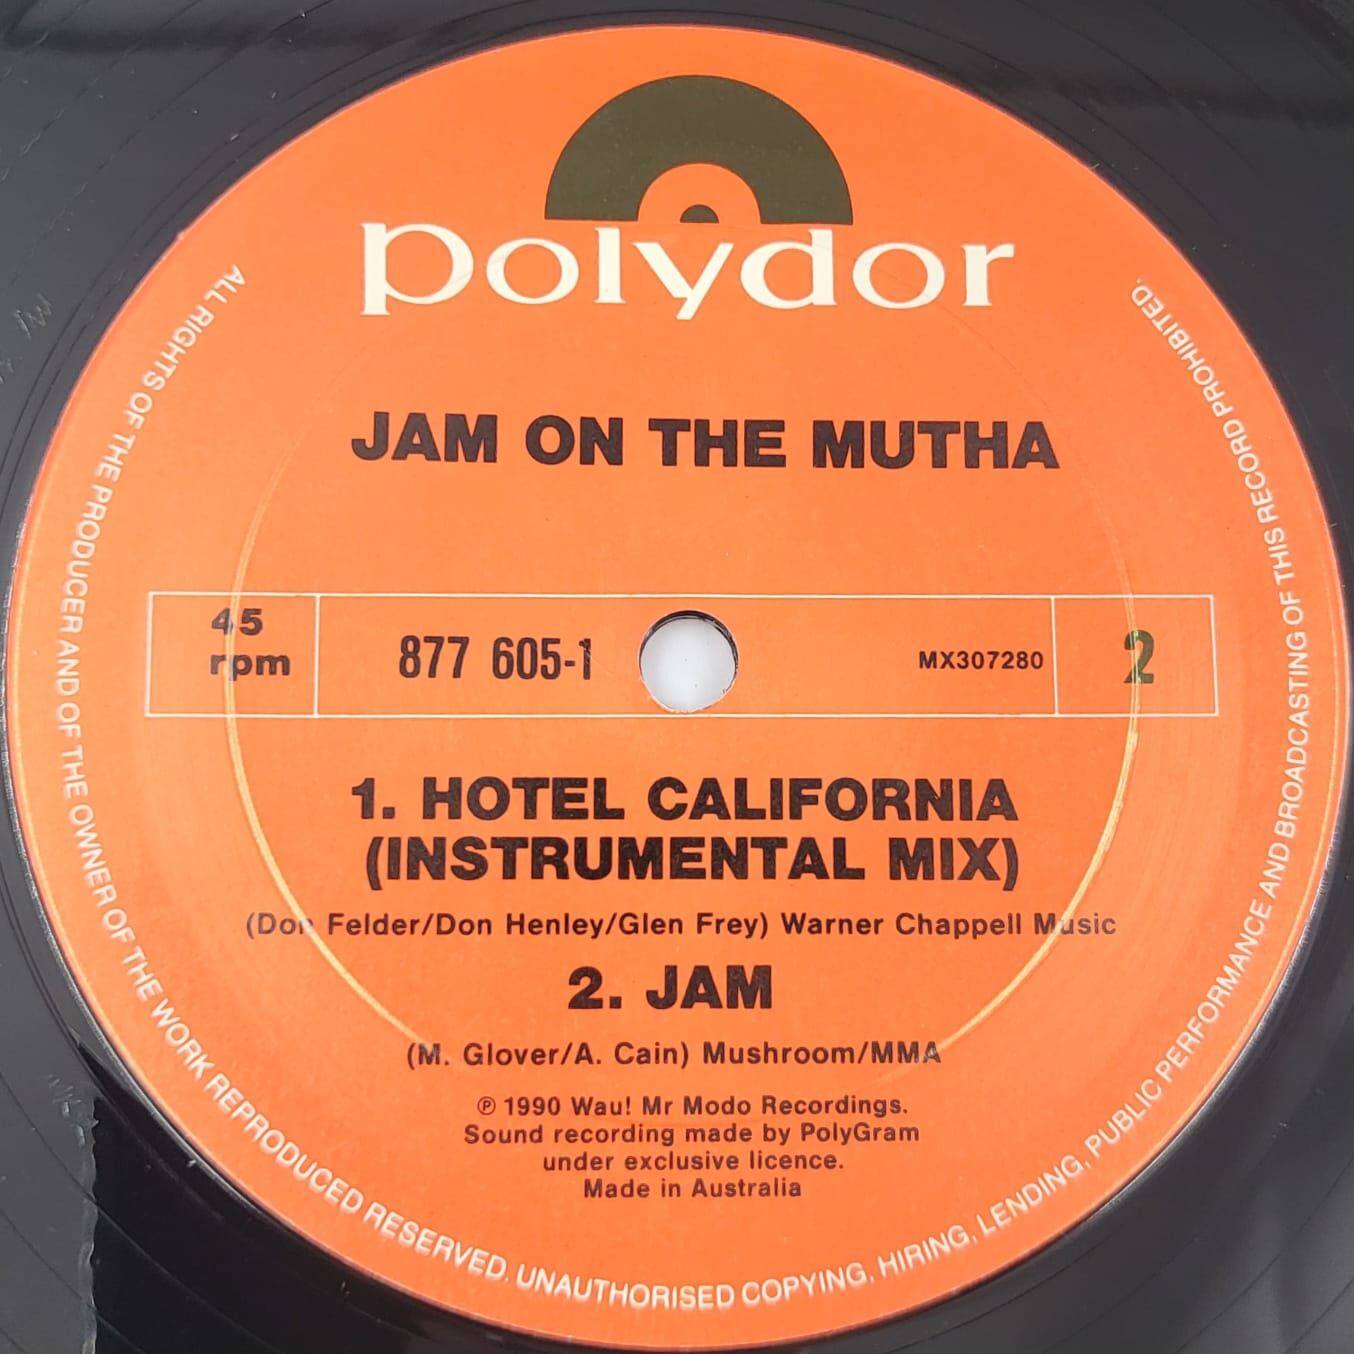 polydor
JAM ON THE MUTHA
45
rpm
877 605-1
MX307280
2
1. HOTEL CALIFORNIA
(INSTRUMENTAL MIX)
(Don Felder/Don Henley/Glen Frey) Warner Chappell Music
2. JAM
(M. Glover/A. Cain) Mushroom/MMA
℗ 1990 Wau! Mr Modo Recordings.
Sound recording made by PolyGram
under exclusive licence.
Made in Australia
ALL RIGHTS OF THE PRODUCER AND OF THE OWNER OF THE WORK REPRODUCED RESERVED. UNAUTHORISED COPYING, HIRING, LENDING, PUBLIC PERFORMANCE AND BROADCASTING OF THIS RECORD PROHIBITED.